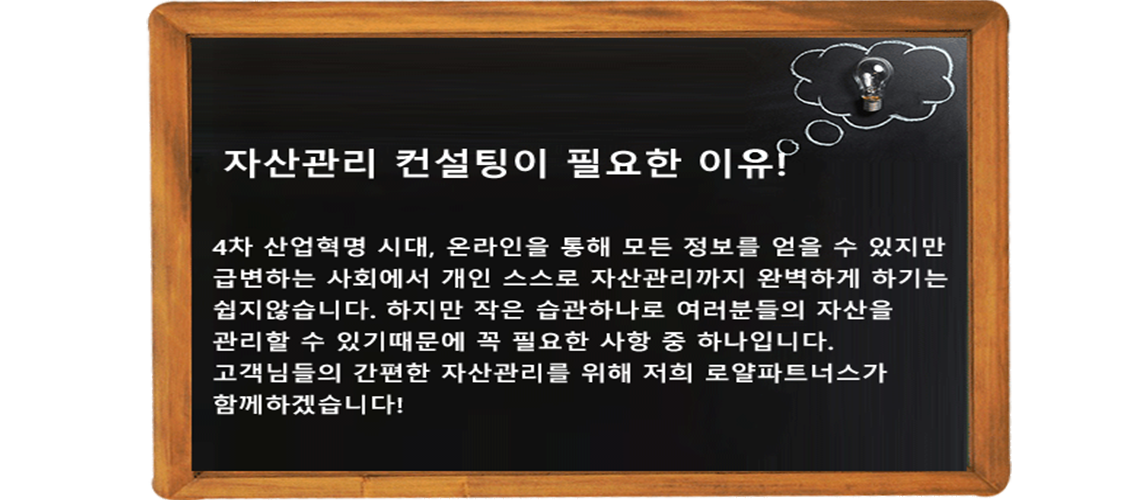 자산관리 컨설팅이 필요한 이유!
4차 산업혁명 시대, 온라인을 통해 모든 정보를 얻을 수 있지만
급변하는 사회에서 개인 스스로 자산관리까지 완벽하게 하기는
쉽지않습니다. 하지만 작은 습관하나로 여러분들의 자산을
관리할 수 있기때문에 꼭 필요한 사항 중 하나입니다.
고객님들의 간편한 자산관리를 위해 저희 로얄파트너스가
함께하겠습니다!